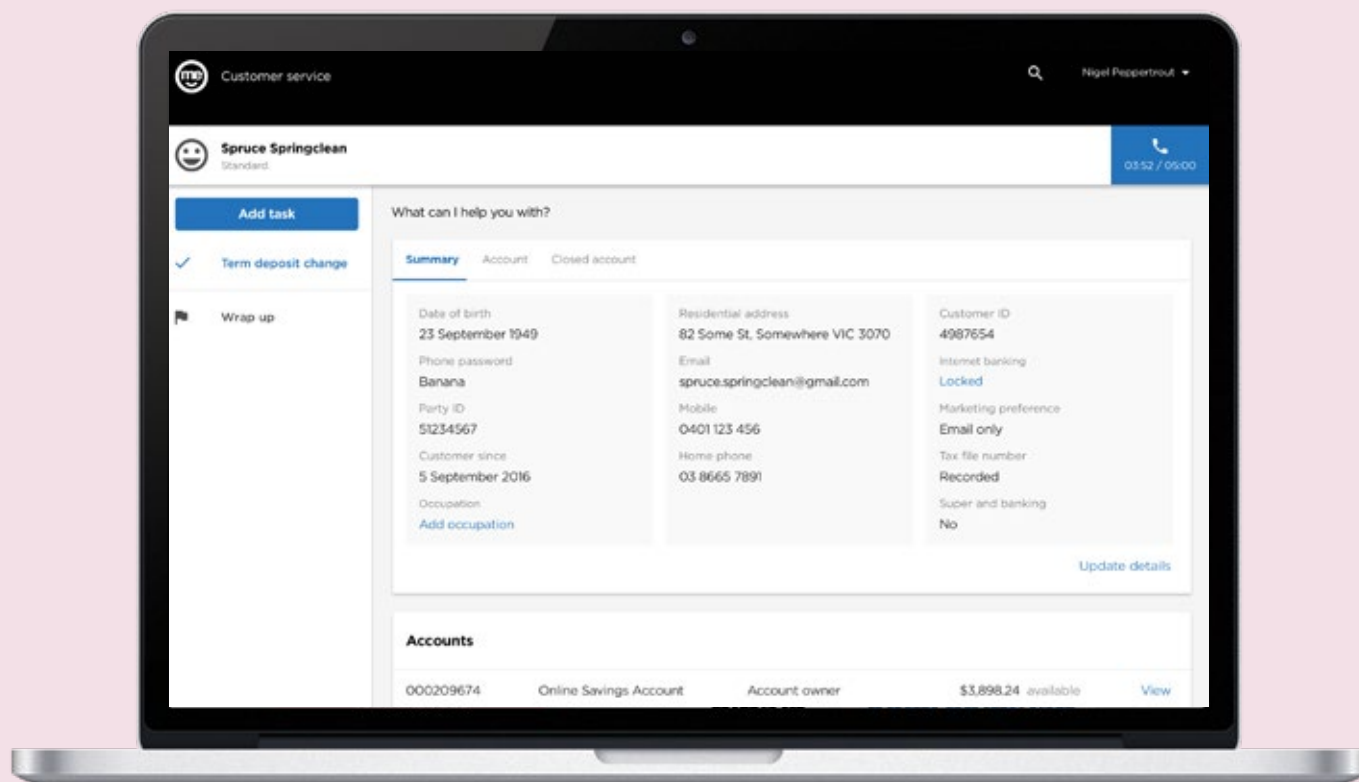 me Customer service
Nigel Peppertrout
Spruce Springclean
Standard
03:52 / 05:00
Add task
Term deposit change
Wrap up
What can I help you with?
Summary Account Closed account
Date of birth
23 September 1949
Phone password
Banana
Party ID
51234567
Customer since
5 September 2016
Occupation
Add occupation
Residential address
82 Some St, Somewhere VIC 3070
Email
spruce.springclean@gmail.com
Mobile
0401 123 456
Home phone
03 8665 7891
Customer ID
4987654
Internet banking
Locked
Marketing preference
Email only
Tax file number
Recorded
Super and banking
No
Update details
Accounts
000209674 Online Savings Account Account owner $3,898.24 available View